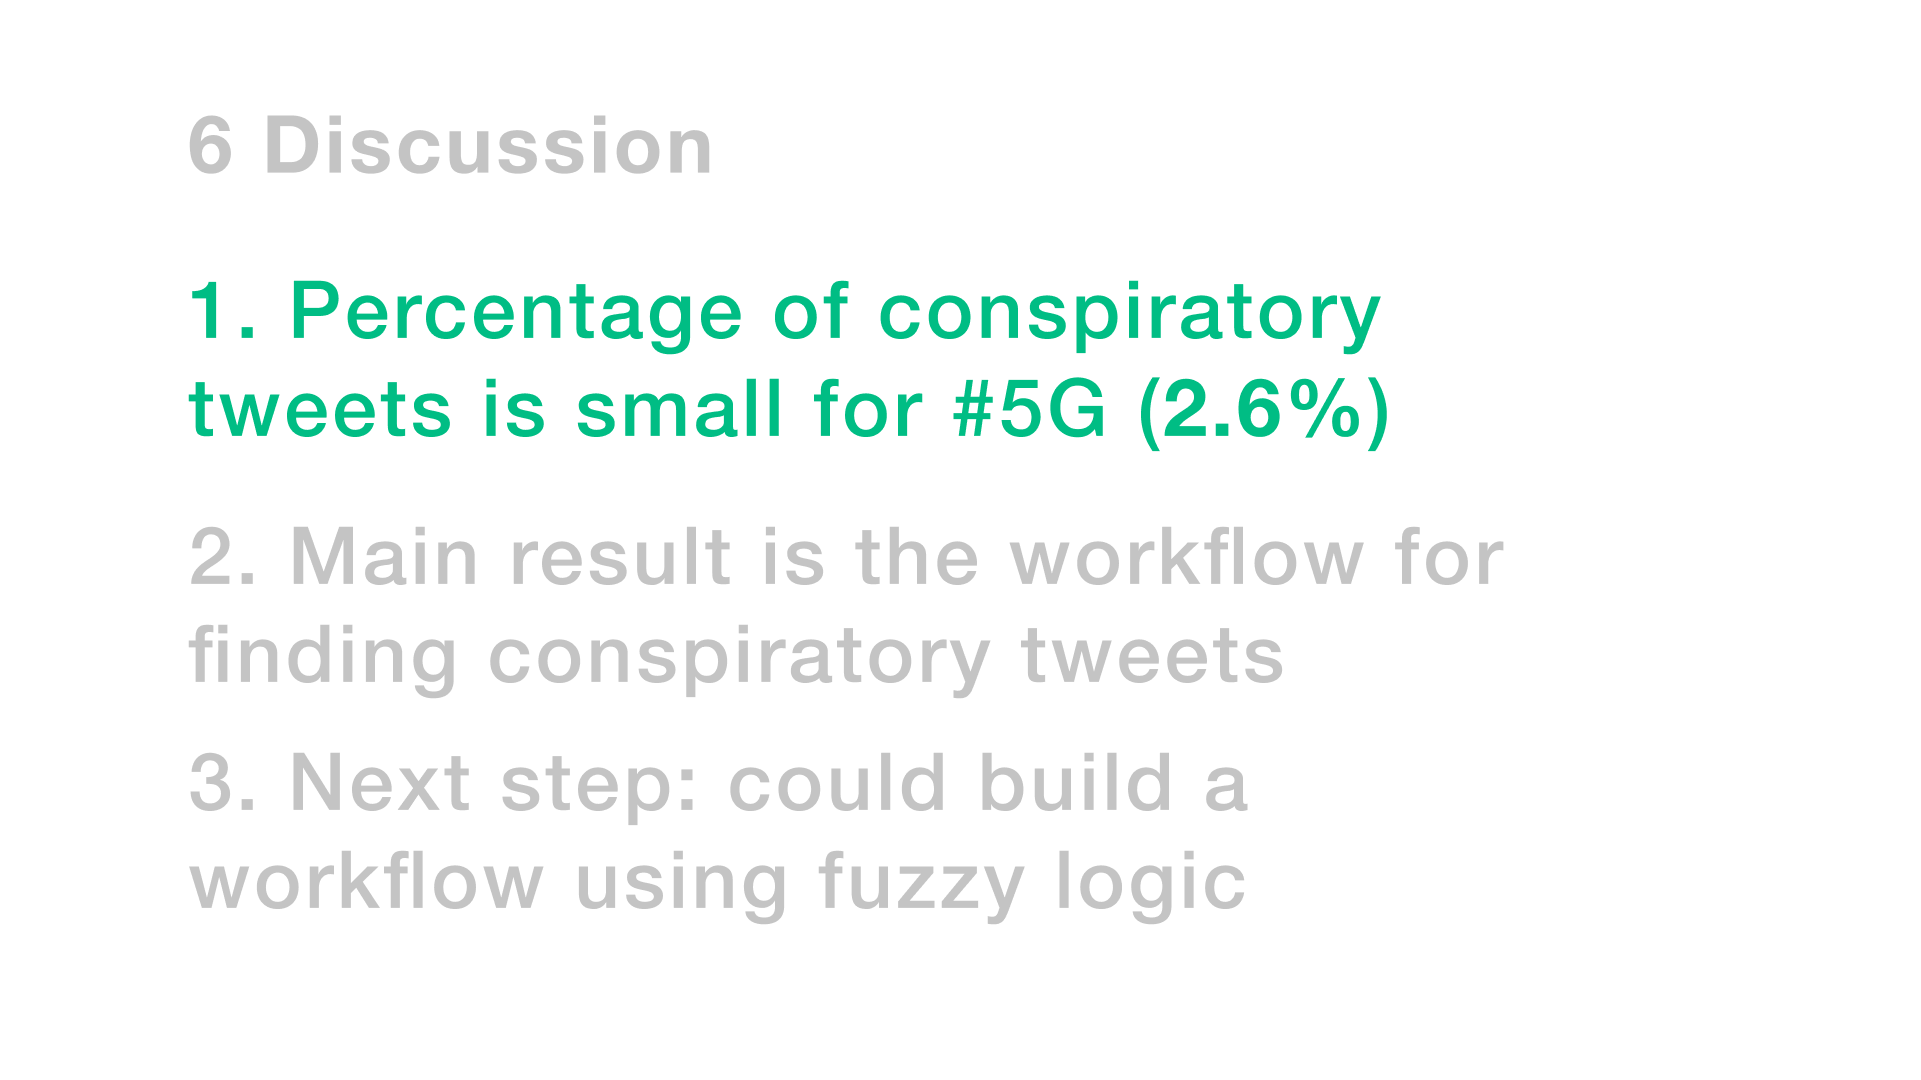 6 Discussion
1. Percentage of conspiratory
tweets is small for #5G (2.6%)
2. Main result is the workflow for
finding conspiratory tweets
3. Next step: could build a
workflow using fuzzy logic